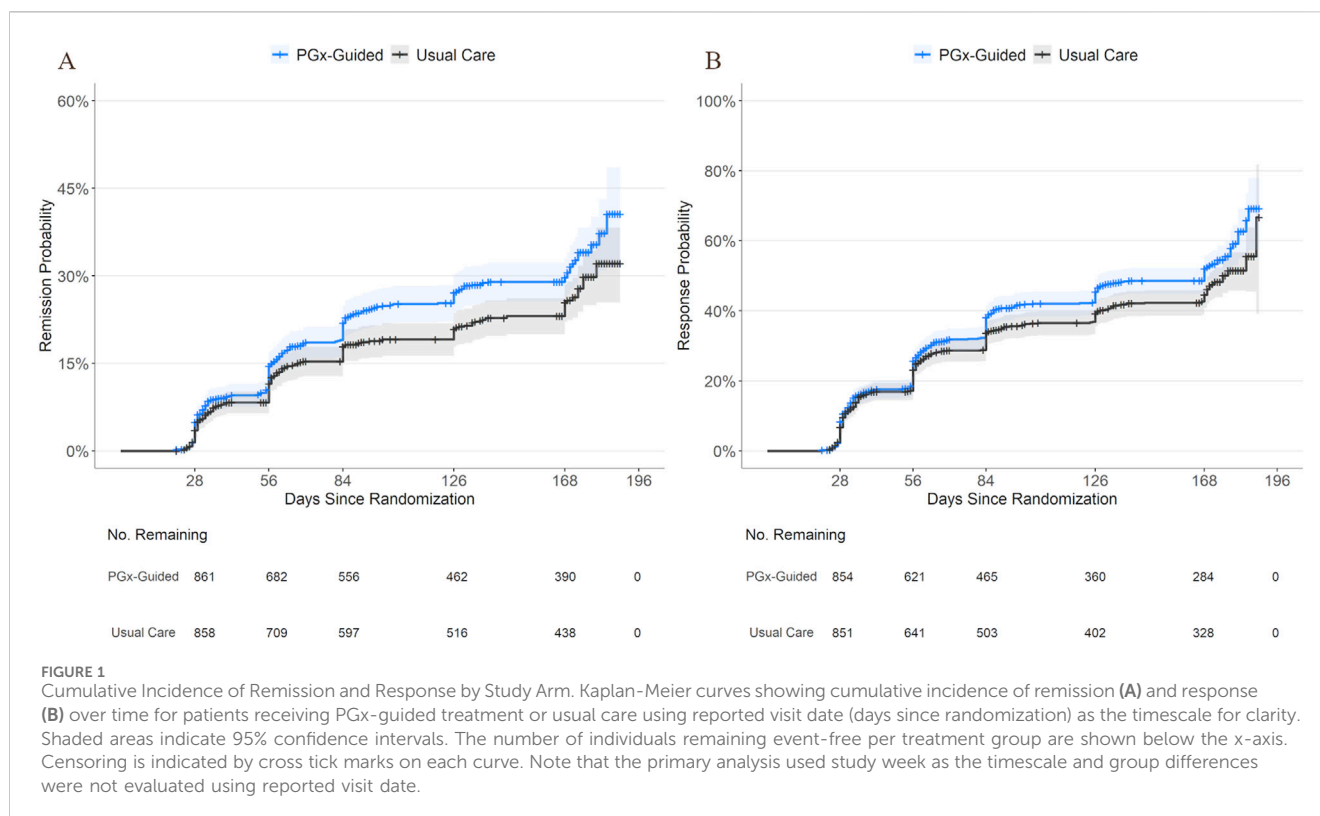 A
PGx-Guided Usual Care
60%
45%
30%
15%
0%
Remission Probability
28 56 84 126 168 196
Days Since Randomization
No. Remaining
PGx-Guided 861 682 556 462 390 0
Usual Care 858 709 597 516 438 0
B
PGx-Guided Usual Care
100%
80%
60%
40%
20%
0%
Response Probability
28 56 84 126 168 196
Days Since Randomization
No. Remaining
PGx-Guided 854 621 465 360 284 0
Usual Care 851 641 503 402 328 0
FIGURE 1
Cumulative Incidence of Remission and Response by Study Arm. Kaplan-Meier curves showing cumulative incidence of remission (A) and response
(B) over time for patients receiving PGx-guided treatment or usual care using reported visit date (days since randomization) as the timescale for clarity.
Shaded areas indicate 95% confidence intervals. The number of individuals remaining event-free per treatment group are shown below the x-axis.
Censoring is indicated by cross tick marks on each curve. Note that the primary analysis used study week as the timescale and group differences
were not evaluated using reported visit date.